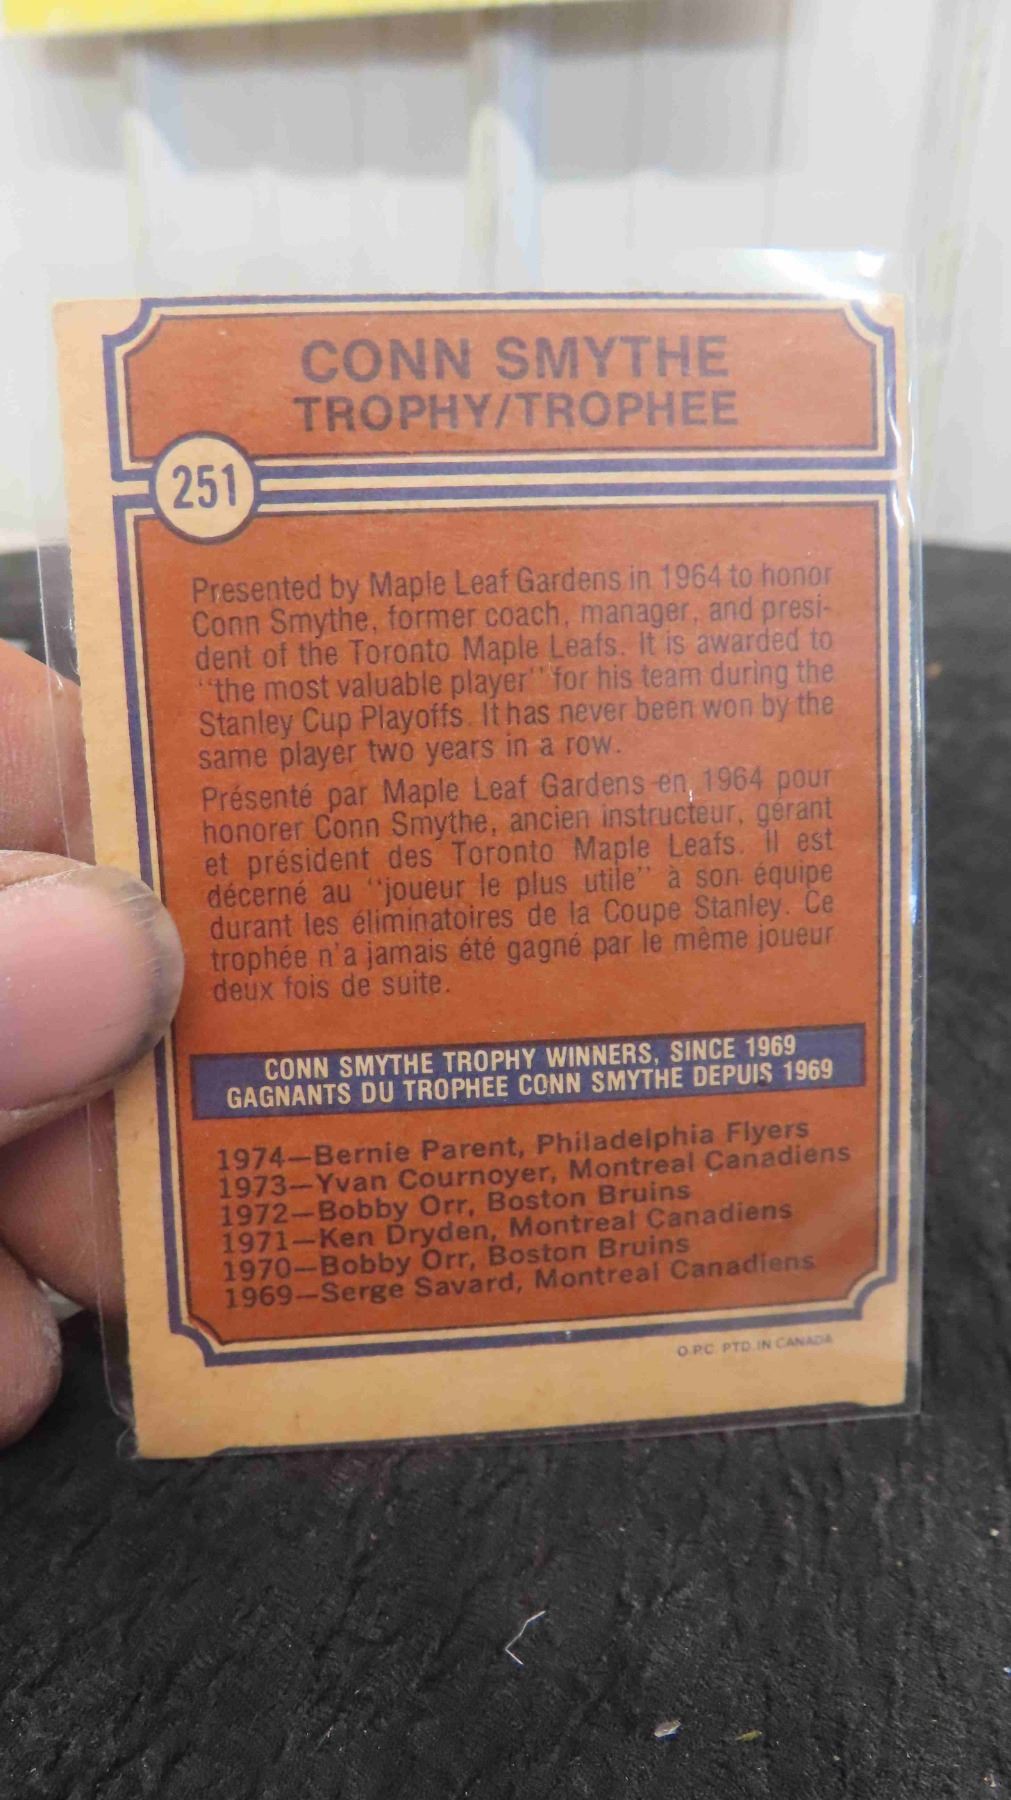 CONN SMYTHE
TROPHY/TROPHEE
251
Presented by Maple Leaf Gardens in 1964 to honor
Conn Smythe, former coach, manager, and presi-
dent of the Toronto Maple Leafs. It is awarded to
"the most valuable player" for his team during the
Stanley Cup Playoffs. It has never been won by the
same player two years in a row.
Présenté par Maple Leaf Gardens en 1964 pour
honorer Conn Smythe, ancien instructeur, gérant
et président des Toronto Maple Leafs. Il est
décerné au "joueur le plus utile" à son équipe
durant les éliminatoires de la Coupe Stanley. Ce
trophée n'a jamais été gagné par le même joueur
deux fois de suite.
CONN SMYTHE TROPHY WINNERS, SINCE 1969
GAGNANTS DU TROPHEE CONN SMYTHE DEPUIS 1969
1974—Bernie Parent, Philadelphia Flyers
1973—Yvan Cournoyer, Montreal Canadiens
1972—Bobby Orr, Boston Bruins
1971—Ken Dryden, Montreal Canadiens
1970—Bobby Orr, Boston Bruins
1969—Serge Savard, Montreal Canadiens
O.P.C. PTD. IN CANADA